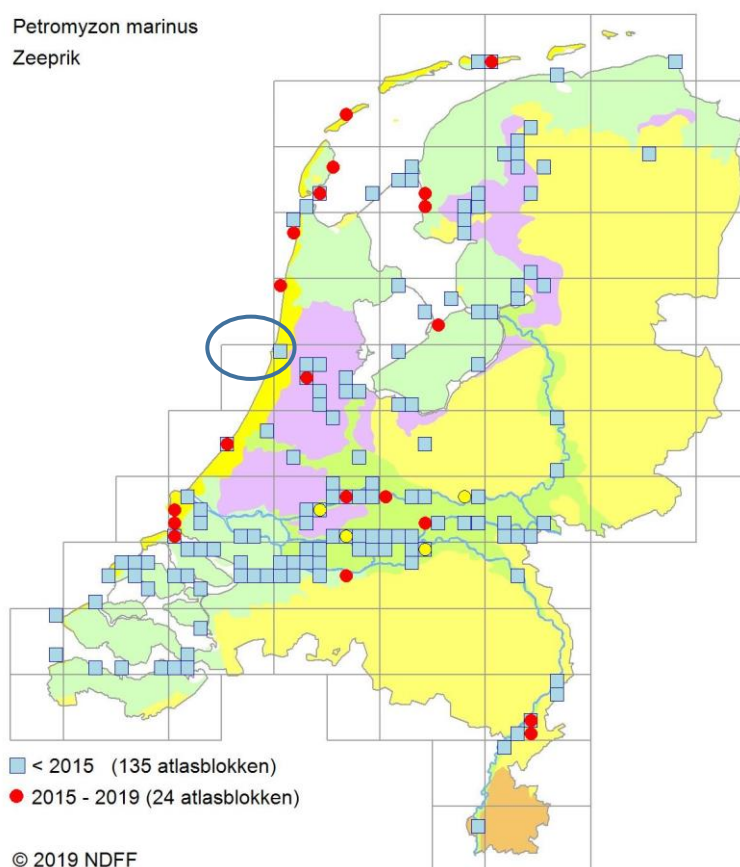 Petromyzon marinus
Zeeprik
< 2015 (135 atlasblokken)
2015 - 2019 (24 atlasblokken)
© 2019 NDFF